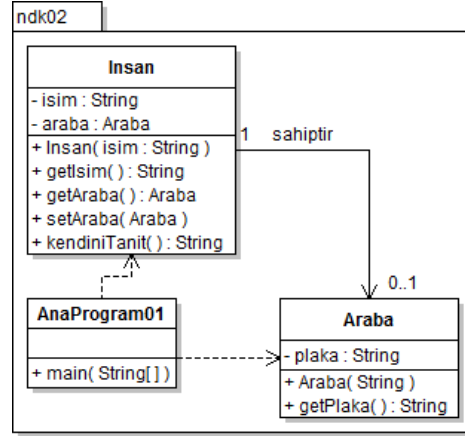 ndk02
Insan
- isim : String
- araba : Araba
+ Insan( isim : String )
+ getIsim( ) : String
+ getAraba( ) : Araba
+ setAraba( Araba )
+ kendiniTanit( ) : String
1 sahiptir
0..1
AnaProgram01
+ main( String[ ] )
Araba
- plaka : String
+ Araba( String )
+ getPlaka( ) : String